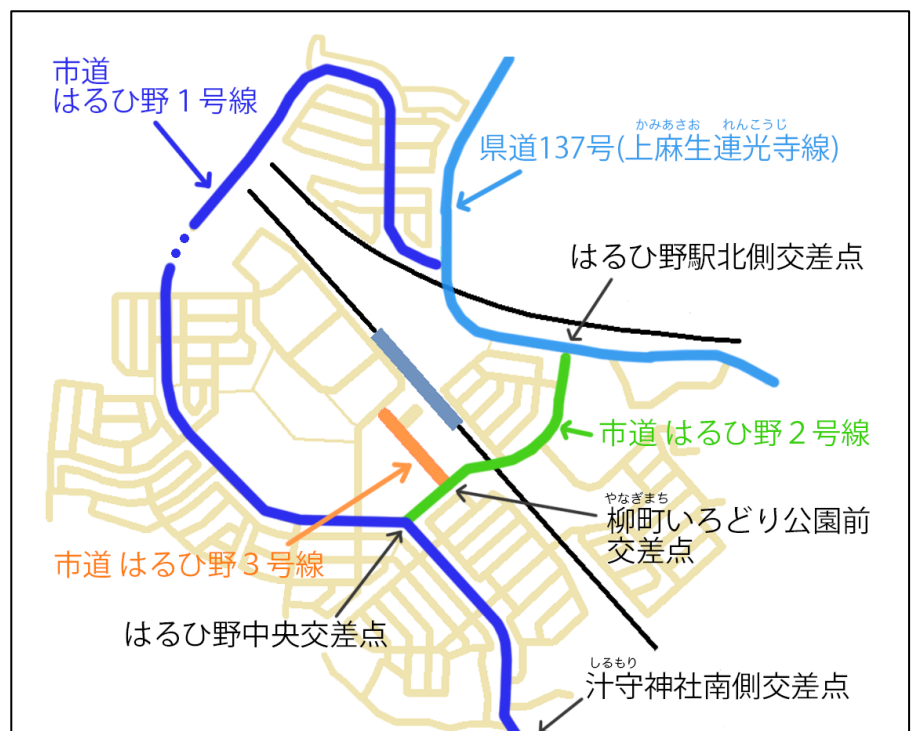 市道
はるひ野１号線
かみあさお れんこうじ
県道137号(上麻生連光寺線)
はるひ野駅北側交差点
市道 はるひ野２号線
やなぎまち
柳町いろどり公園前
交差点
市道 はるひ野３号線
はるひ野中央交差点
しるもり
汁守神社南側交差点